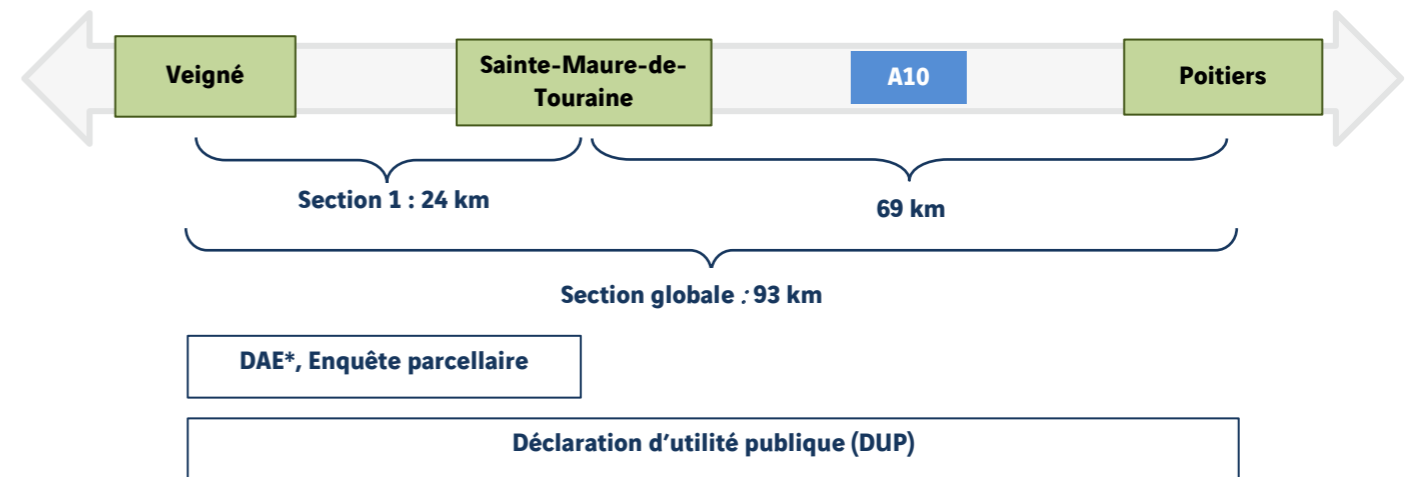 Veigné
Sainte-Maure-de-
Touraine
A10
Poitiers
Section 1 : 24 km
69 km
Section globale : 93 km
DAE*, Enquête parcellaire
Déclaration d’utilité publique (DUP)